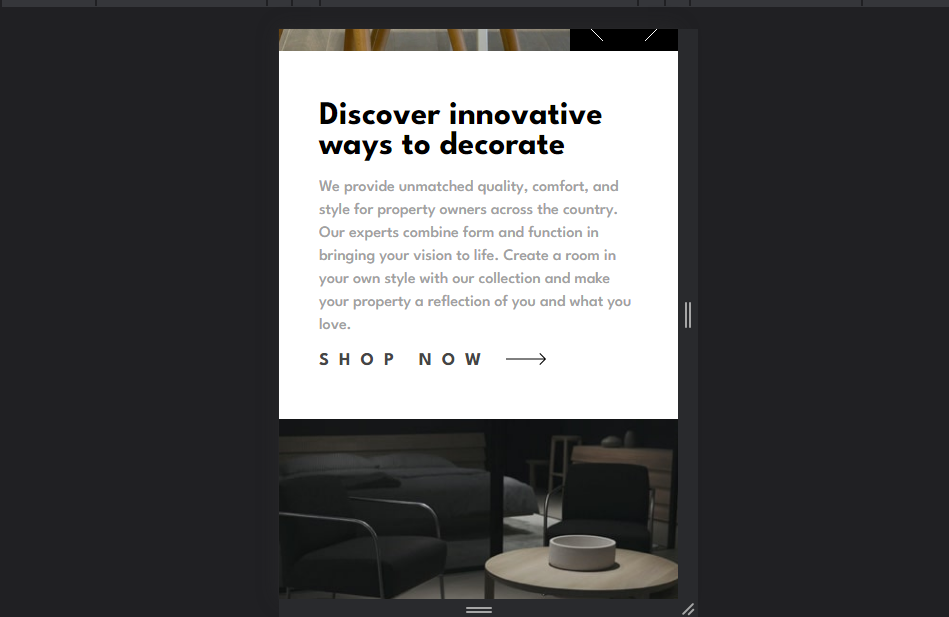 Discover innovative
ways to decorate
We provide unmatched quality, comfort, and
style for property owners across the country.
Our experts combine form and function in
bringing your vision to life. Create a room in
your own style with our collection and make
your property a reflection of you and what you
love.
SHOP NOW